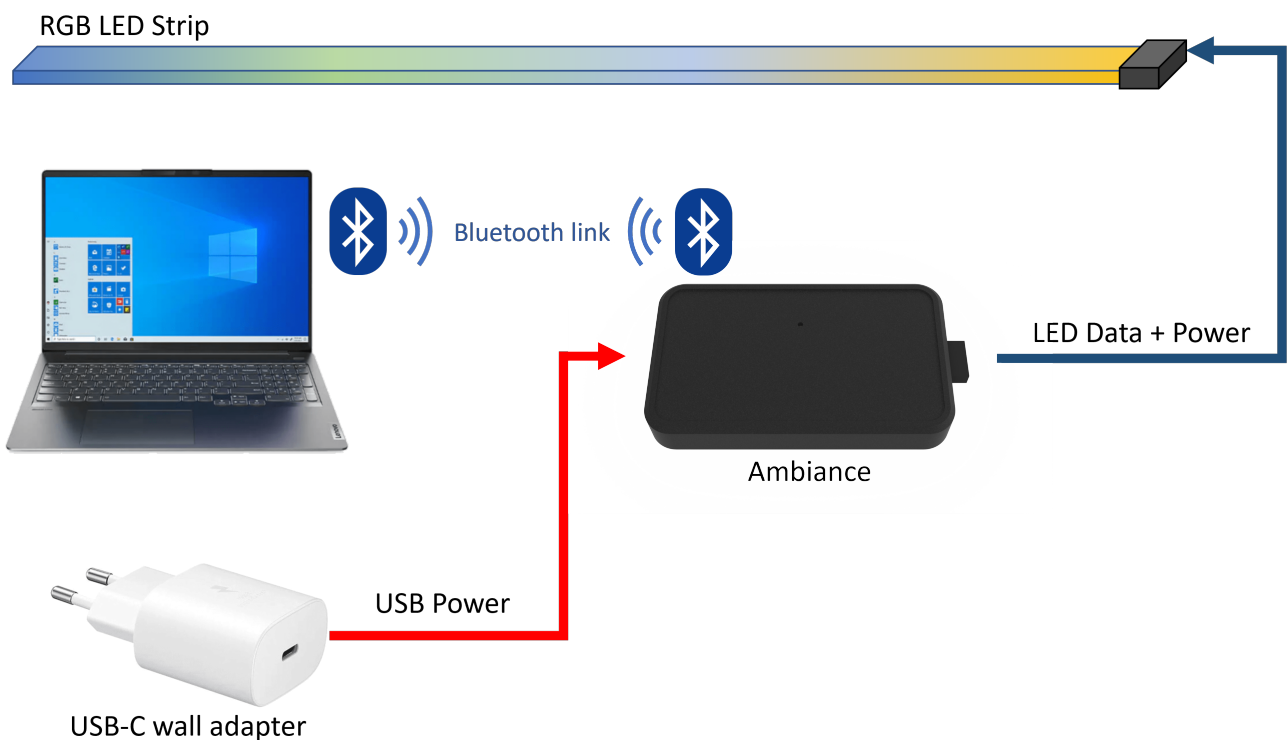 RGB LED Strip
Bluetooth link
LED Data + Power
Ambiance
USB Power
USB-C wall adapter